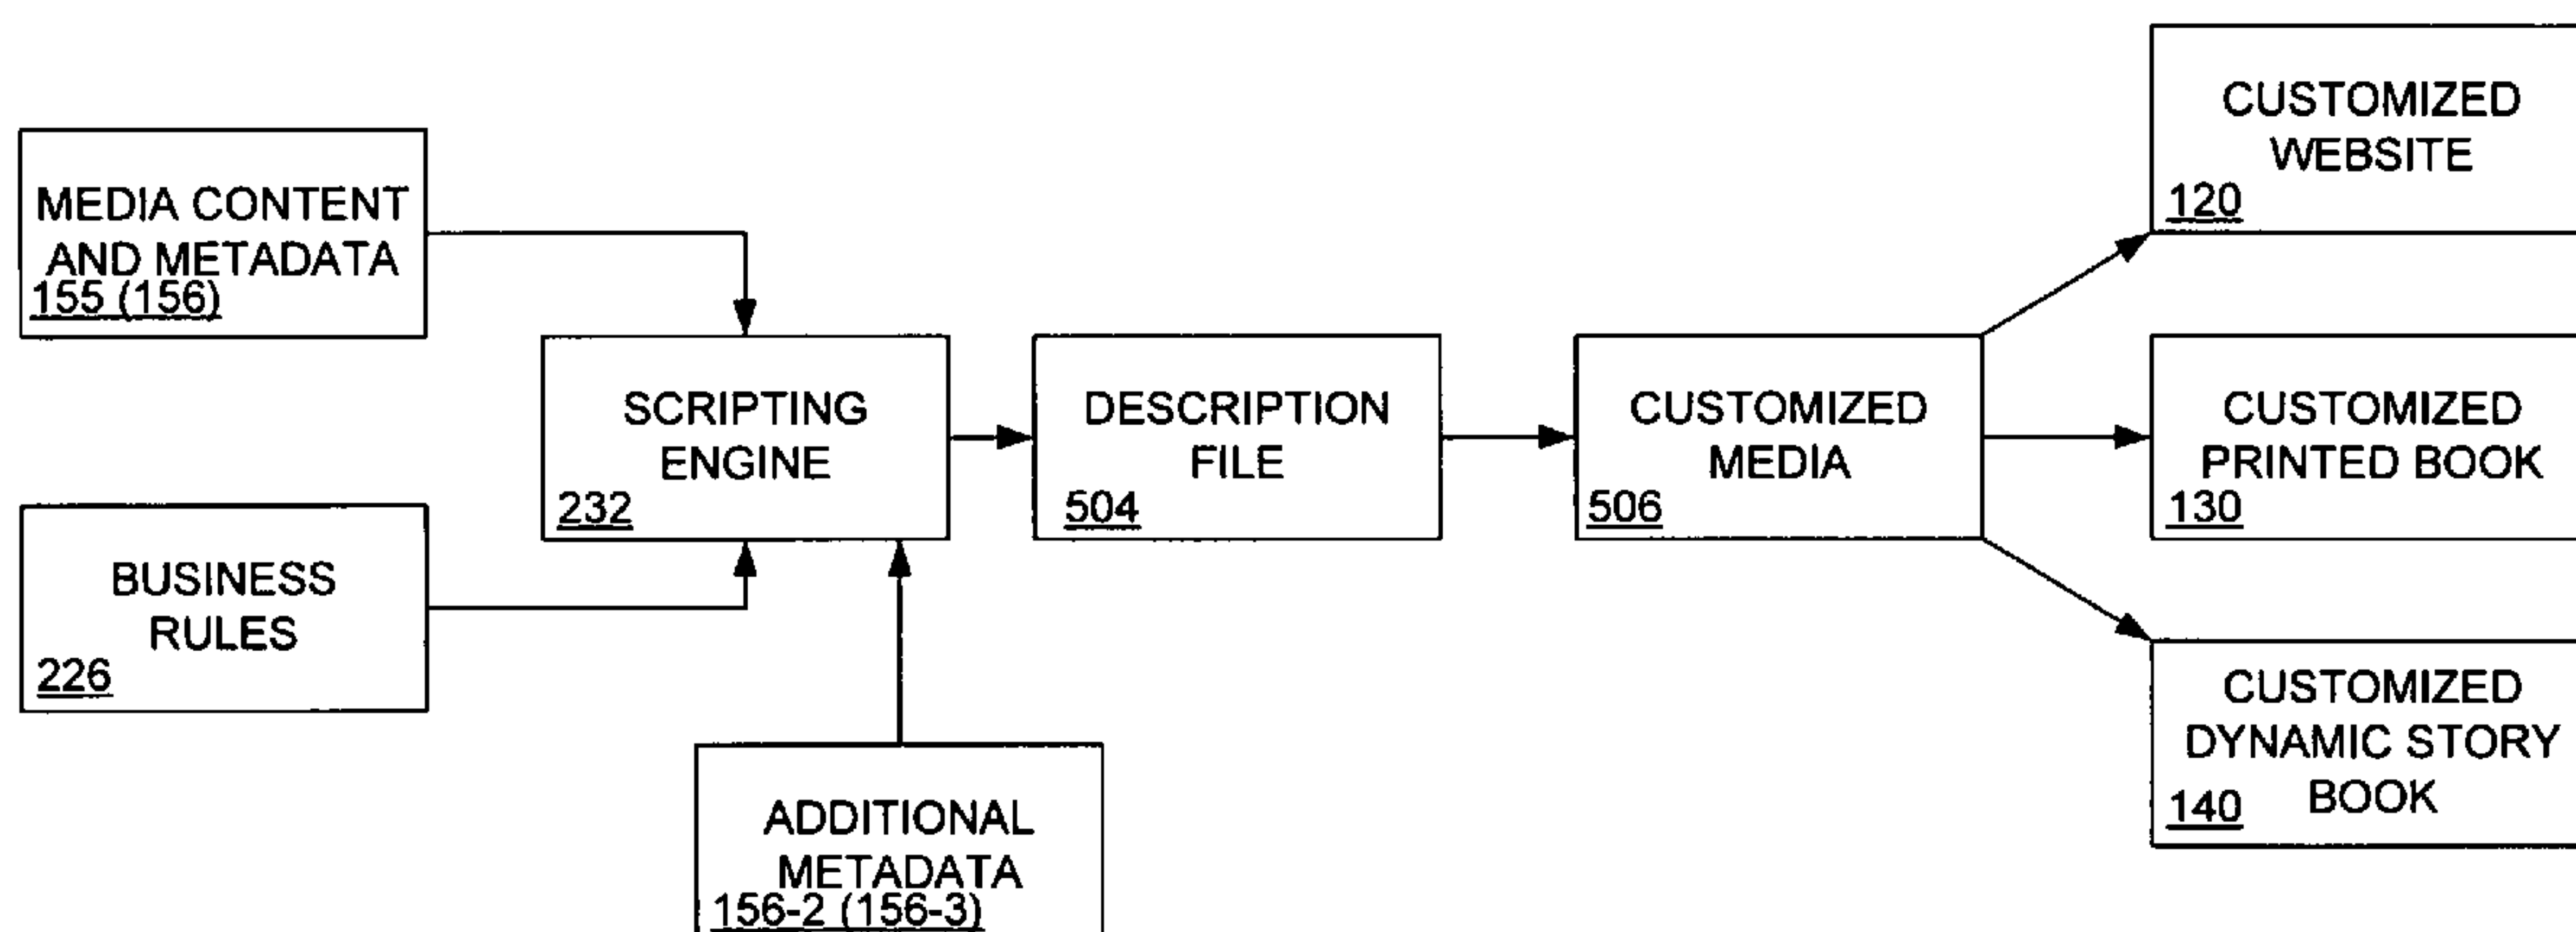 MEDIA CONTENT
AND METADATA
155 (156)
BUSINESS
RULES
226
SCRIPTING
ENGINE
232
ADDITIONAL
METADATA
156-2 (156-3)
DESCRIPTION
FILE
504
CUSTOMIZED
MEDIA
506
CUSTOMIZED
WEBSITE
120
CUSTOMIZED
PRINTED BOOK
130
CUSTOMIZED
DYNAMIC STORY
BOOK
140